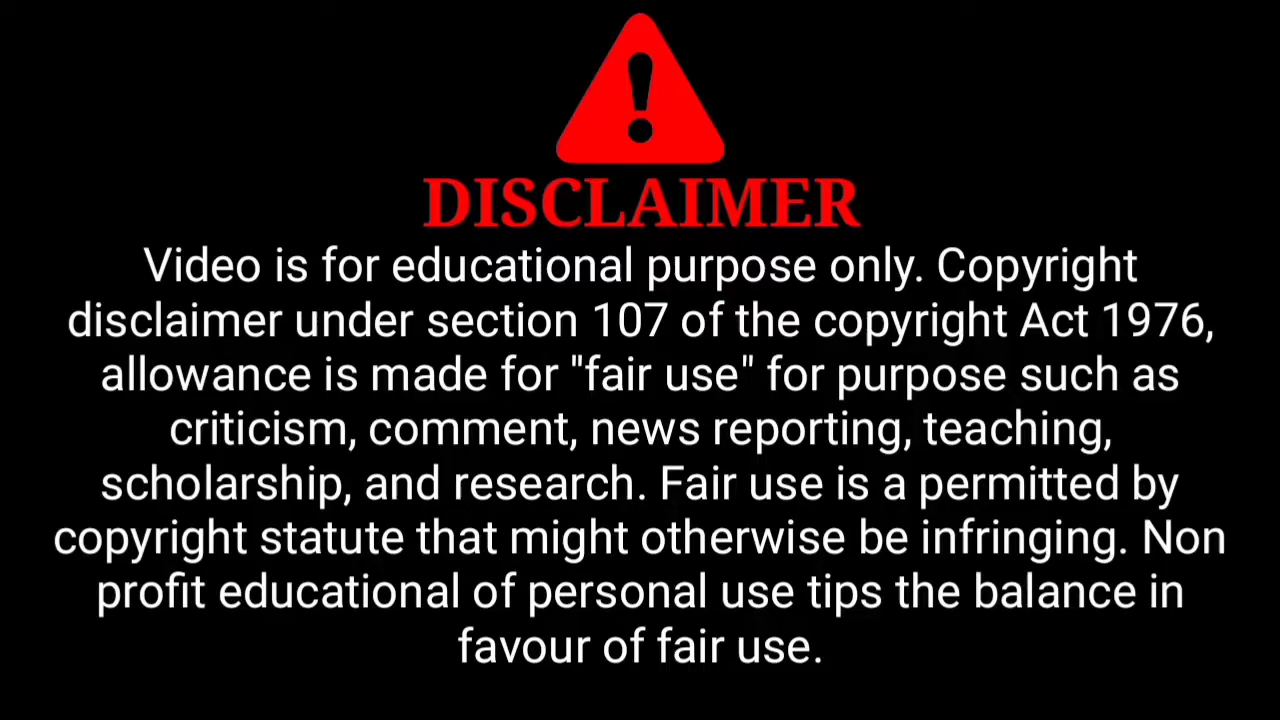 DISCLAIMER
Video is for educational purpose only. Copyright
disclaimer under section 107 of the copyright Act 1976,
allowance is made for "fair use" for purpose such as
criticism, comment, news reporting, teaching,
scholarship, and research. Fair use is a permitted by
copyright statute that might otherwise be infringing. Non
profit educational of personal use tips the balance in
favour of fair use.